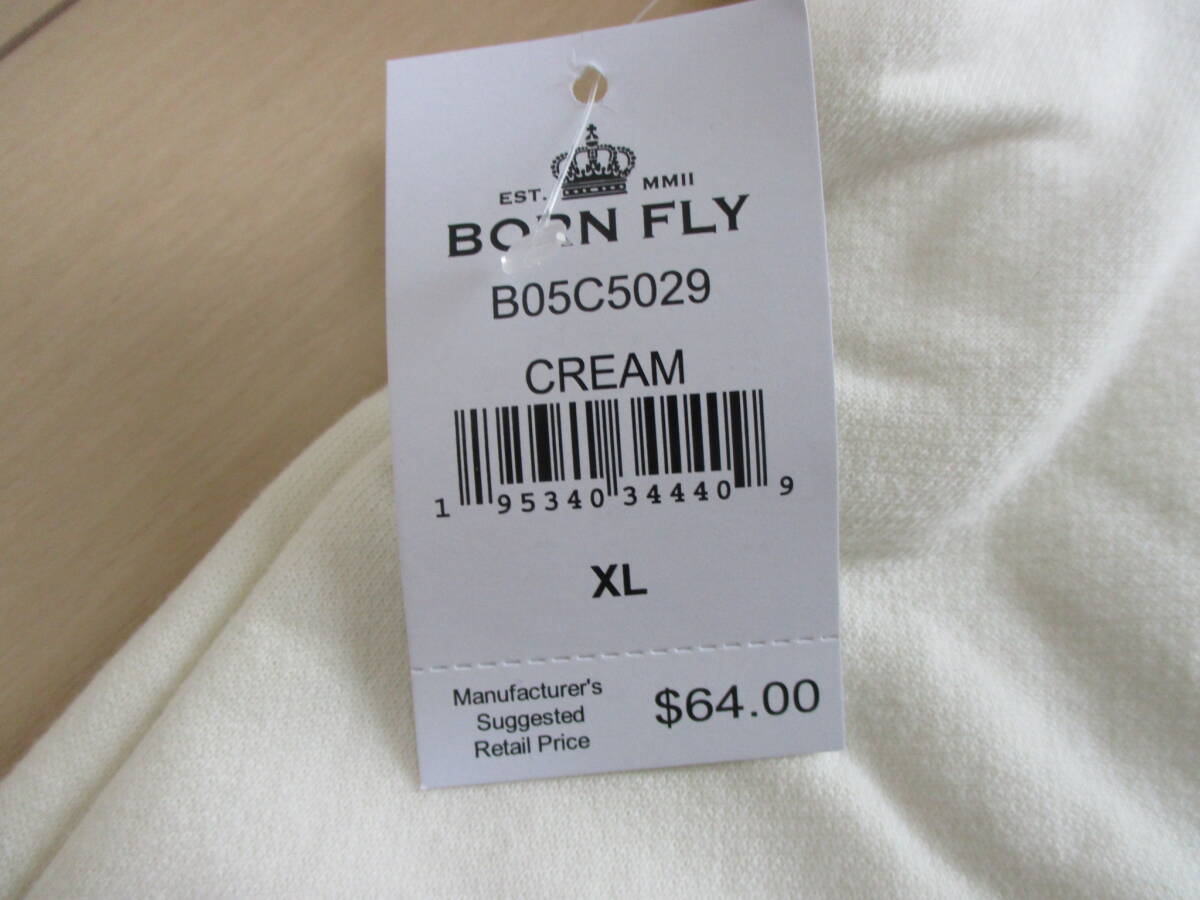 EST. MMII
BORN FLY
B05C5029
CREAM
1 95340 34440 9
XL
Manufacturer's
Suggested
Retail Price
$64.00